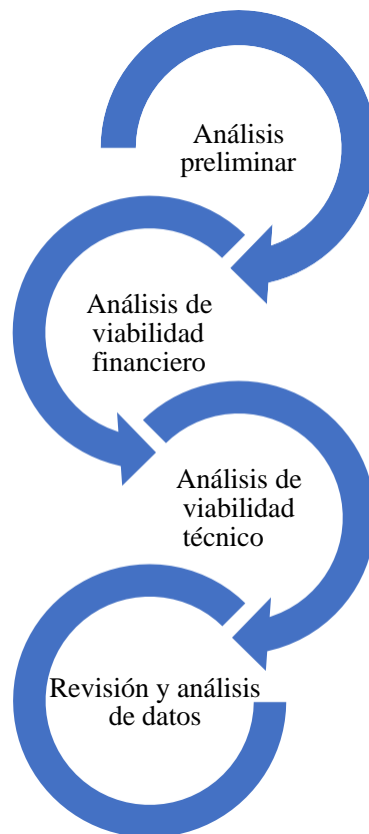 Análisis
preliminar
Análisis de
viabilidad
financiero
Análisis de
viabilidad
técnico
Revisión y análisis
de datos